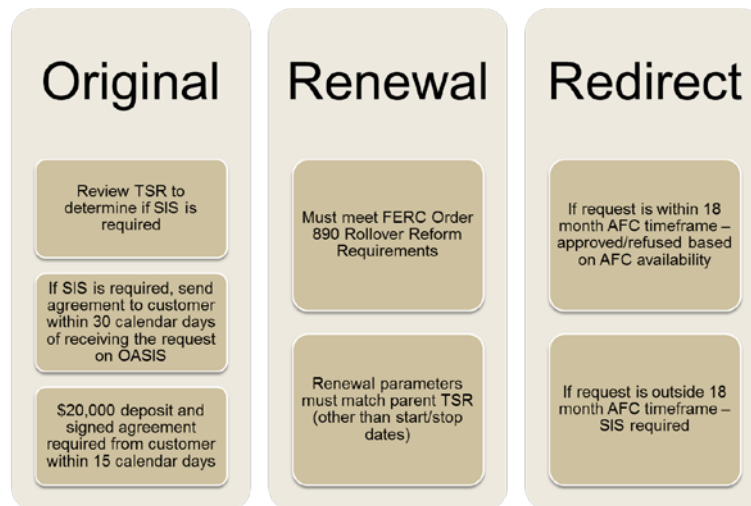 Original
Review TSR to
determine if SIS is
required
If SIS is required, send
agreement to customer
within 30 calendar days
of receiving the request
on OASIS
$20,000 deposit and
signed agreement
required from customer
within 15 calendar days
Renewal
Must meet FERC Order
890 Rollover Reform
Requirements
Renewal parameters
must match parent TSR
(other than start/stop
dates)
Redirect
If request is within 18
month AFC timeframe –
approved/refused based
on AFC availability
If request is outside 18
month AFC timeframe –
SIS required